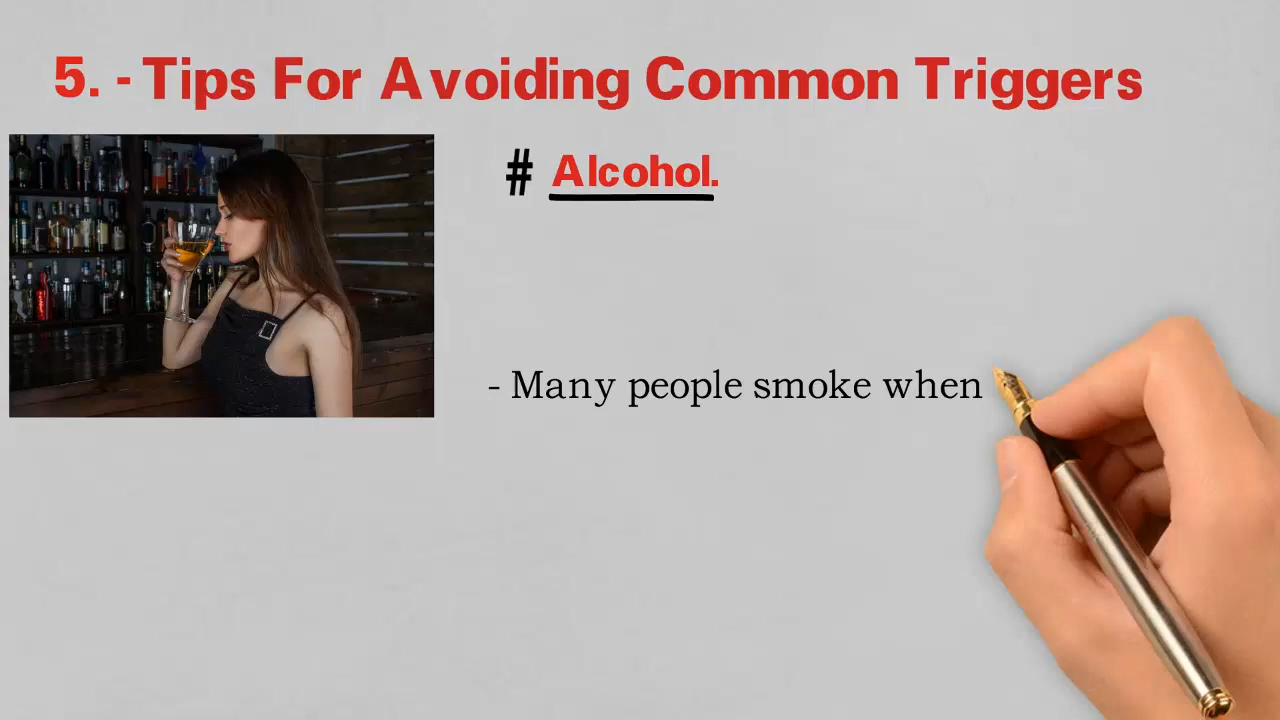 5. - Tips For Avoiding Common Triggers
# Alcohol.
- Many people smoke when